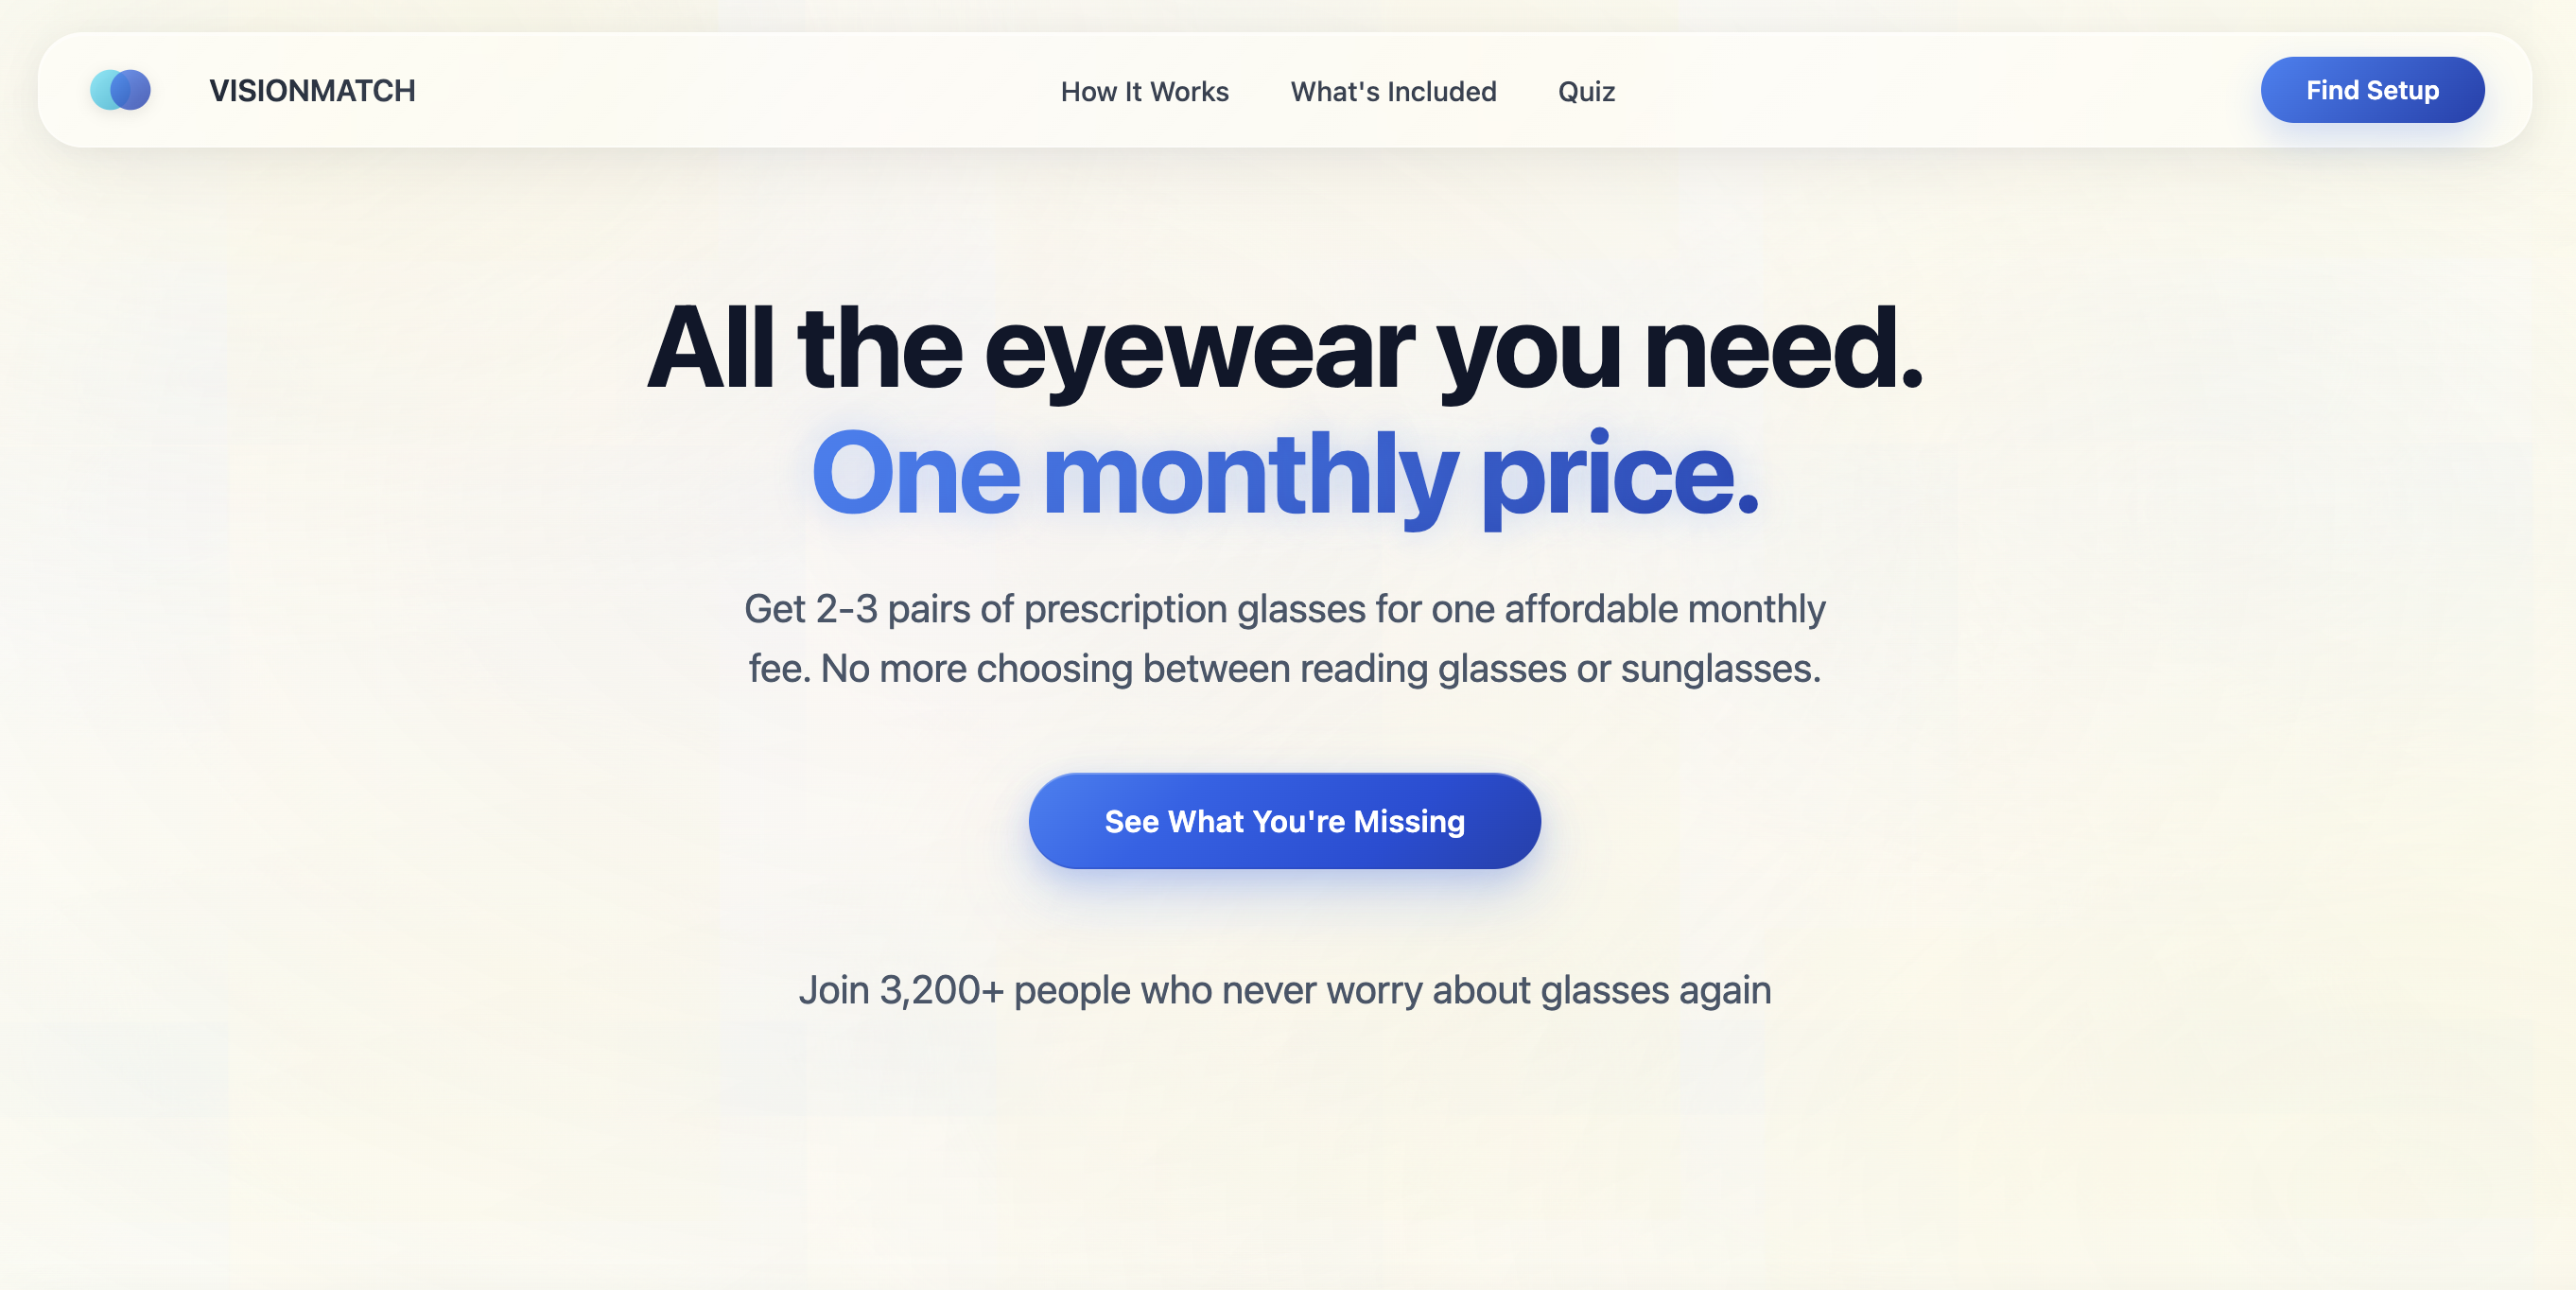 VISIONMATCH
How It Works
What's Included
Quiz
Find Setup
All the eyewear you need.
One monthly price.
Get 2-3 pairs of prescription glasses for one affordable monthly
fee. No more choosing between reading glasses or sunglasses.
See What You're Missing
Join 3,200+ people who never worry about glasses again